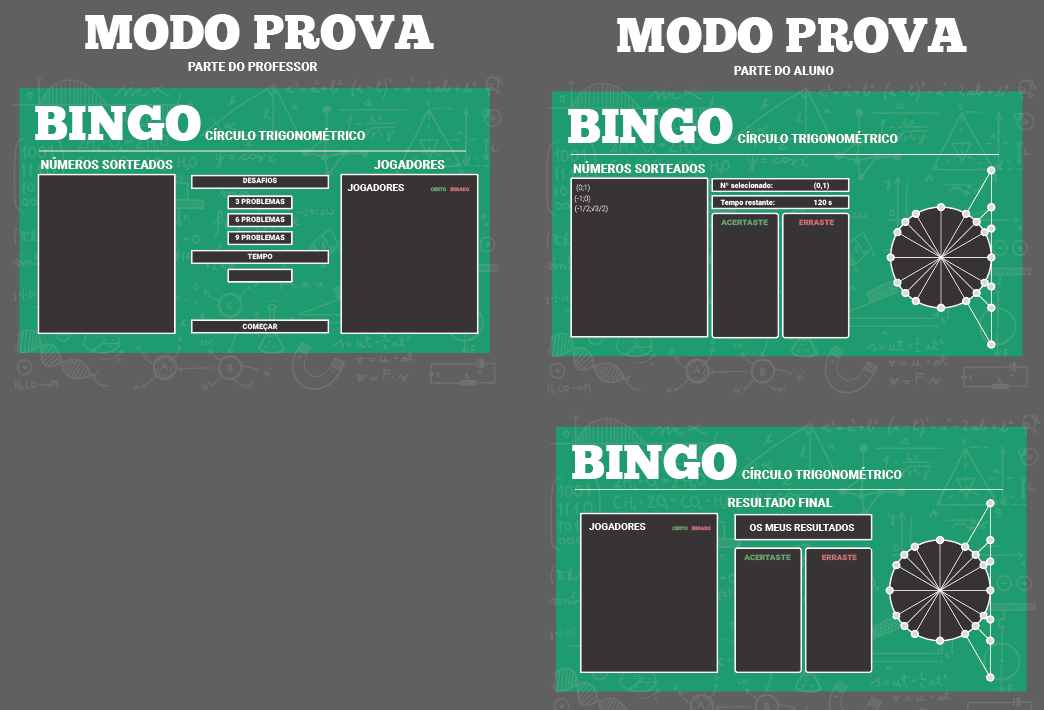 MODO PROVA
PARTE DO PROFESSOR
BINGO CÍRCULO TRIGONOMÉTRICO
NÚMEROS SORTEADOS
DESAFIOS
3 PROBLEMAS
6 PROBLEMAS
9 PROBLEMAS
TEMPO
COMEÇAR
JOGADORES
JOGADORES CERTO ERRADO
MODO PROVA
PARTE DO ALUNO
BINGO CÍRCULO TRIGONOMÉTRICO
NÚMEROS SORTEADOS
(0;1)
(-1;0)
(-1/2;√3/2)
Nº selecionado: (0,1)
Tempo restante: 120 s
ACERTASTE ERRASTE
BINGO CÍRCULO TRIGONOMÉTRICO
RESULTADO FINAL
JOGADORES CERTO ERRADO
OS MEUS RESULTADOS
ACERTASTE ERRASTE